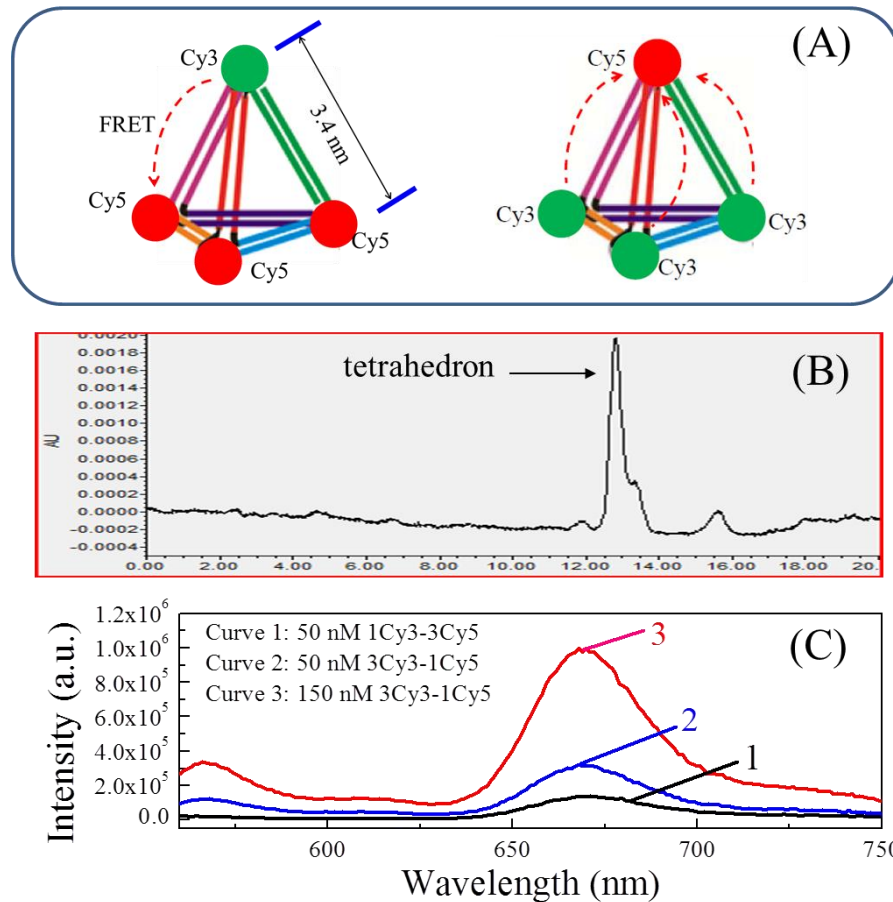 (A)
Cy3
3.4 nm
FRET
Cy5
Cy5
Cy5
Cy5
Cy3
Cy3
Cy3
(B)
tetrahedron
AU
0.0020
0.0018
0.0016
0.0014
0.0012
0.0010
0.0008
0.0006
0.0004
0.0002
0.0000
-0.0002
-0.0004
0.00 2.00 4.00 6.00 8.00 10.00 12.00 14.00 16.00 18.00 20.
(C)
Intensity (a.u.)
1.2x10⁶
1.0x10⁶
8.0x10⁵
6.0x10⁵
4.0x10⁵
2.0x10⁵
0.0
Curve 1: 50 nM 1Cy3-3Cy5
Curve 2: 50 nM 3Cy3-1Cy5
Curve 3: 150 nM 3Cy3-1Cy5
3
2
1
600 650 700 750
Wavelength (nm)